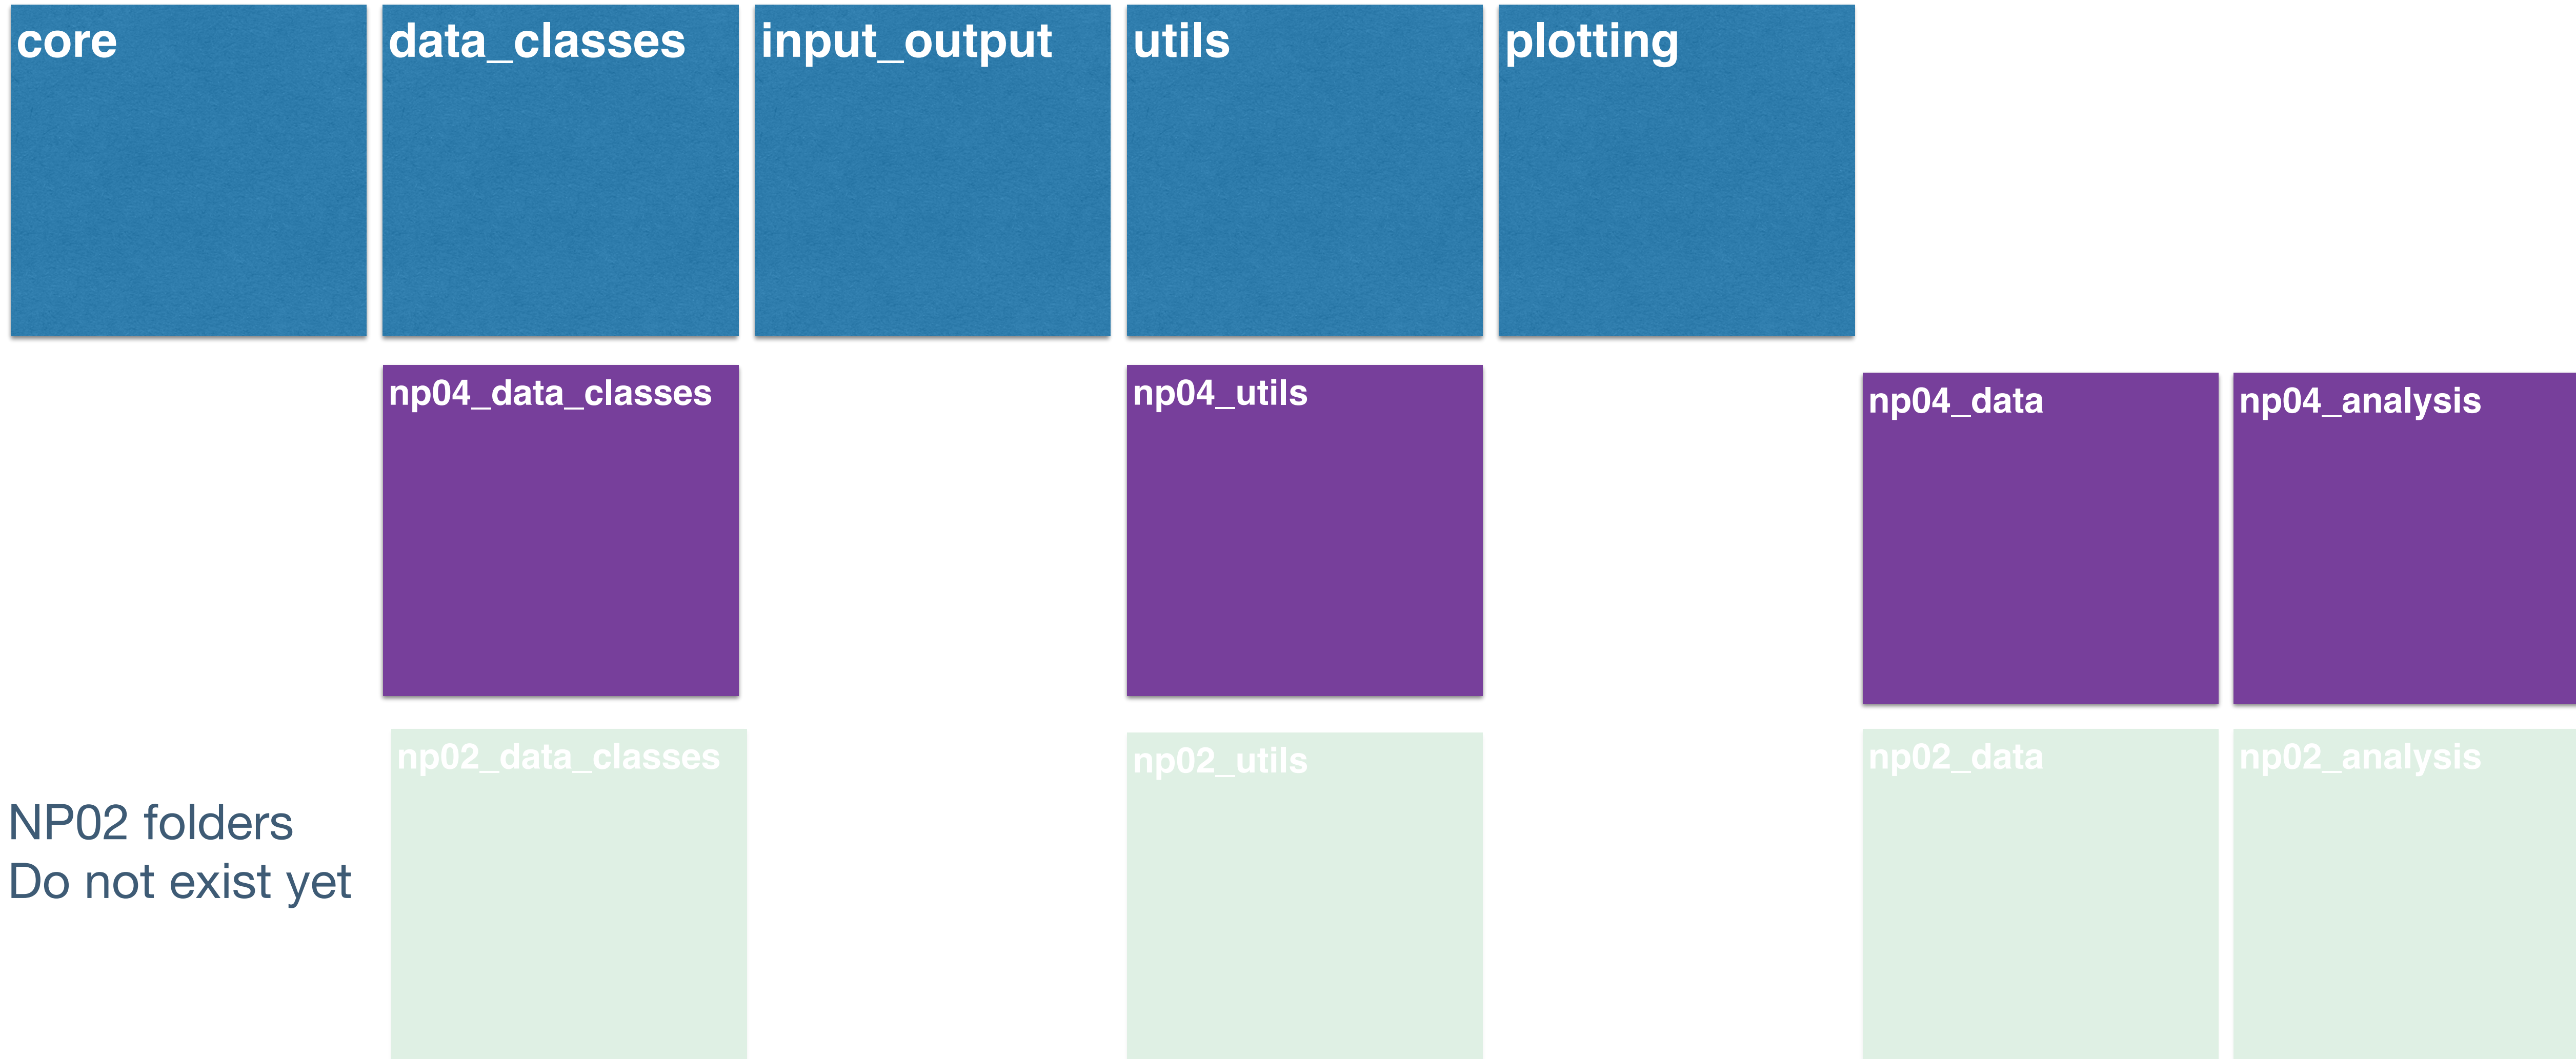 core
data_classes
input_output
utils
plotting
np04_data_classes
np04_utils
np04_data
np04_analysis
np02_data_classes
np02_utils
np02_data
np02_analysis
NP02 folders
Do not exist yet